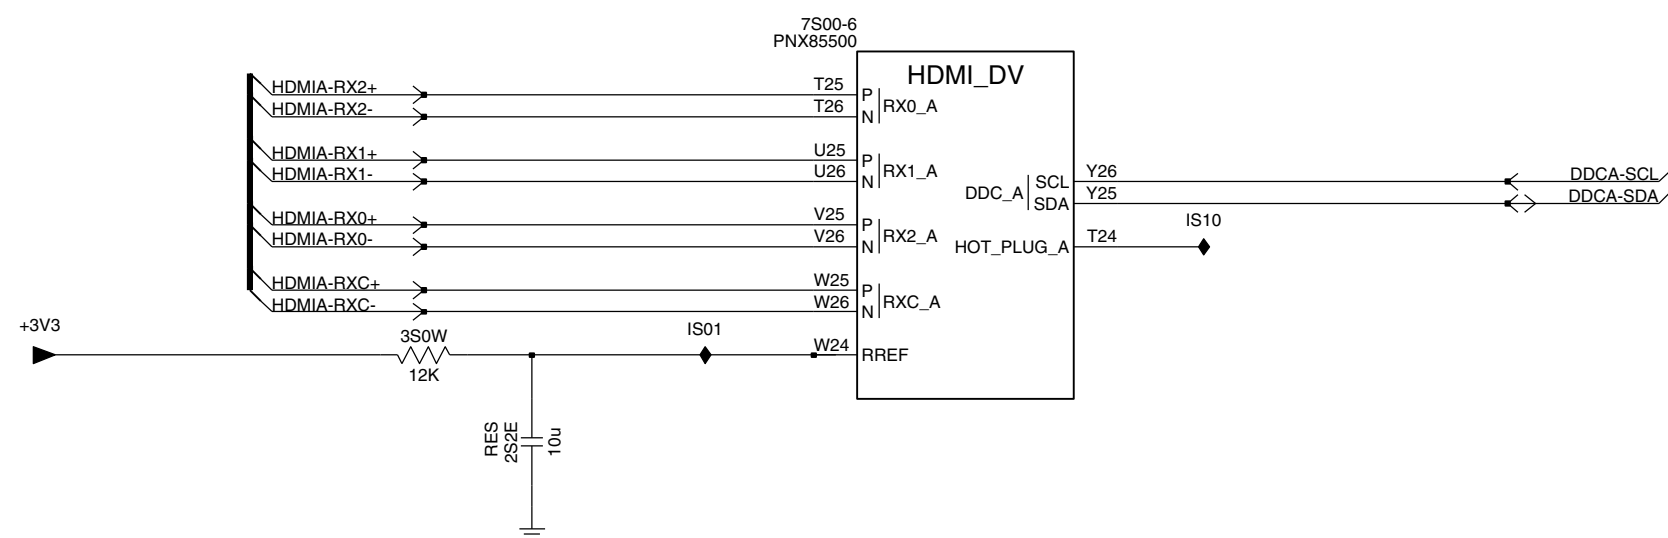 7S00-6
PNX85500
HDMI_DV
HDMIA-RX2+
T25
P
RX0_A
HDMIA-RX2-
T26
N
HDMIA-RX1+
U25
P
RX1_A
HDMIA-RX1-
U26
N
DDC_A
SCL
Y26
DDCA-SCL
SDA
Y25
DDCA-SDA
HDMIA-RX0+
V25
P
RX2_A
HDMIA-RX0-
V26
N
HOT_PLUG_A
T24
IS10
HDMIA-RXC+
W25
P
RXC_A
HDMIA-RXC-
W26
N
+3V3
3S0W
12K
IS01
W24
RREF
RES
2S2E
10u